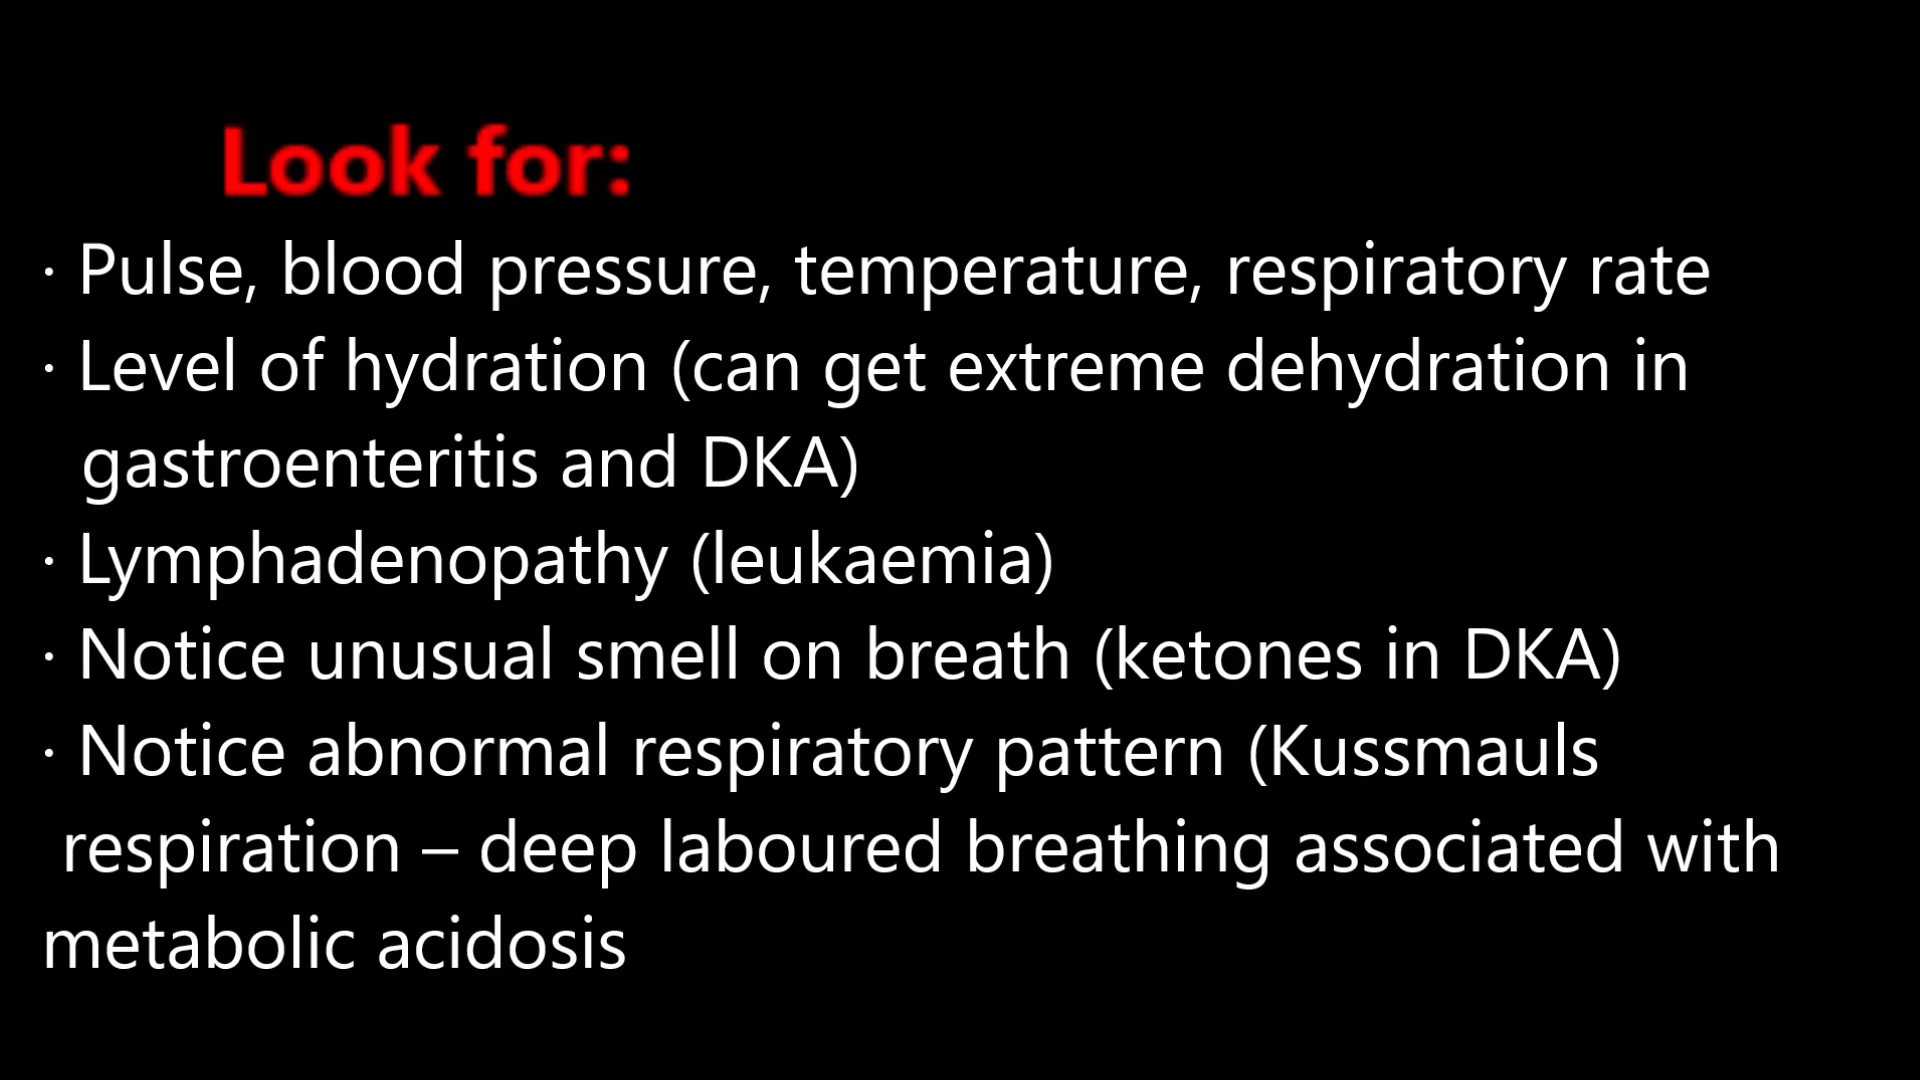 Look for:
· Pulse, blood pressure, temperature, respiratory rate
· Level of hydration (can get extreme dehydration in
gastroenteritis and DKA)
· Lymphadenopathy (leukaemia)
· Notice unusual smell on breath (ketones in DKA)
· Notice abnormal respiratory pattern (Kussmauls
respiration – deep laboured breathing associated with
metabolic acidosis